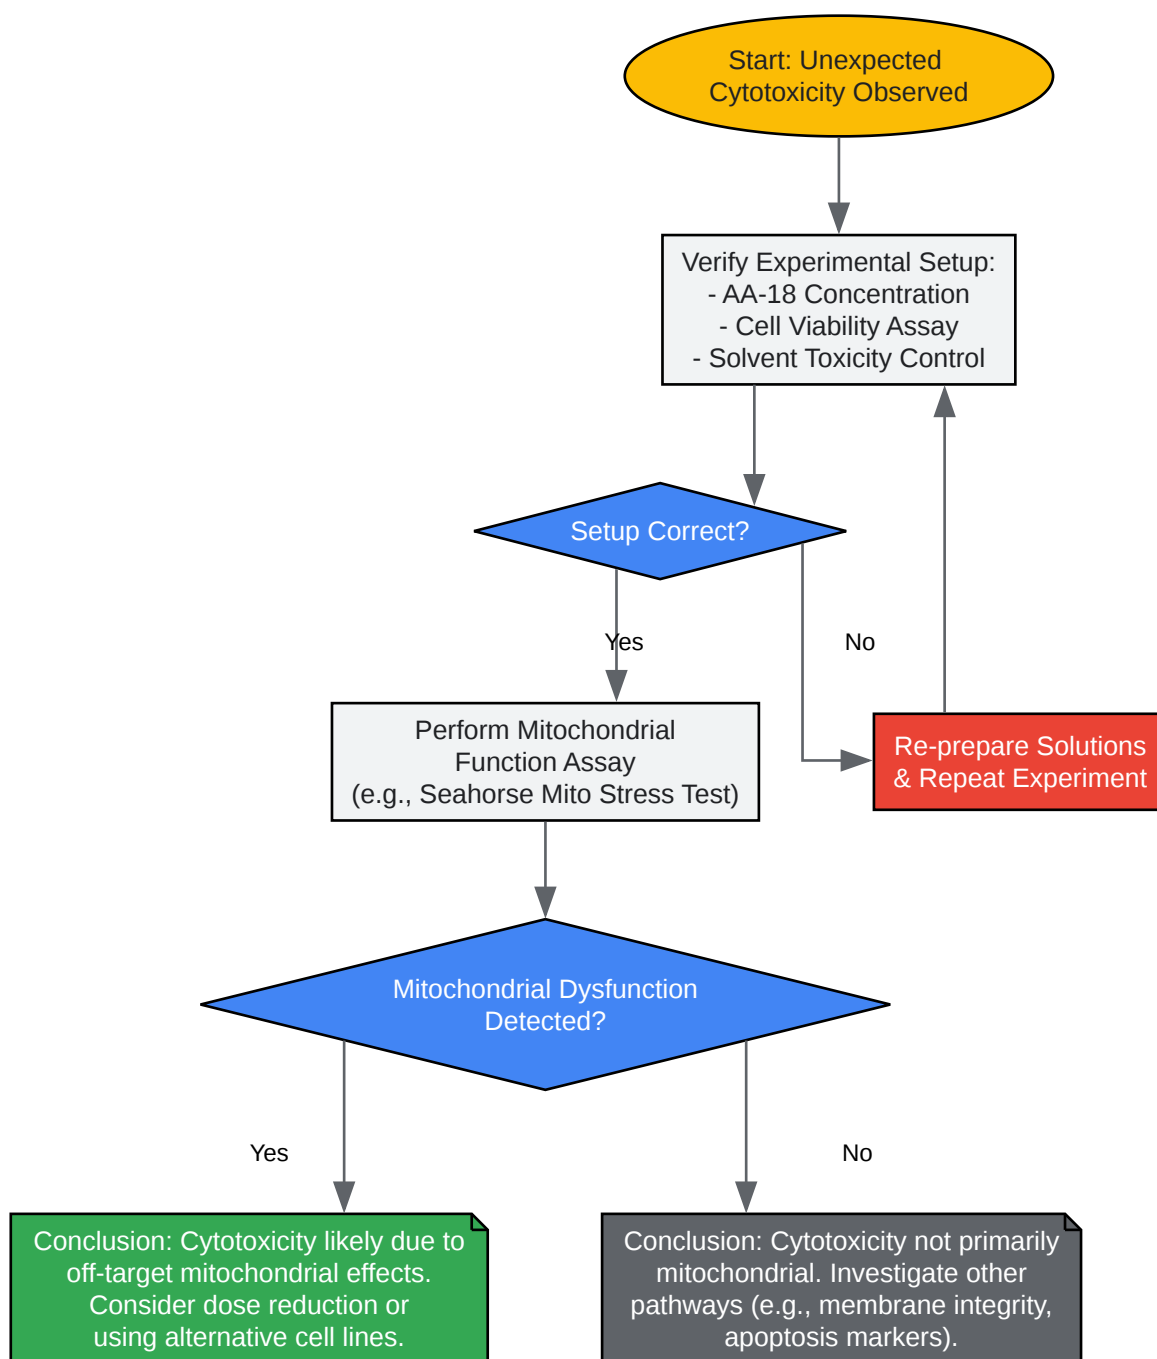 Start: Unexpected
Cytotoxicity Observed
Verify Experimental Setup:
- AA-18 Concentration
- Cell Viability Assay
- Solvent Toxicity Control
Setup Correct?
Yes
No
Perform Mitochondrial
Function Assay
(e.g., Seahorse Mito Stress Test)
Re-prepare Solutions
& Repeat Experiment
Mitochondrial Dysfunction
Detected?
Yes
No
Conclusion: Cytotoxicity likely due to
off-target mitochondrial effects.
Consider dose reduction or
using alternative cell lines.
Conclusion: Cytotoxicity not primarily
mitochondrial. Investigate other
pathways (e.g., membrane integrity,
apoptosis markers).